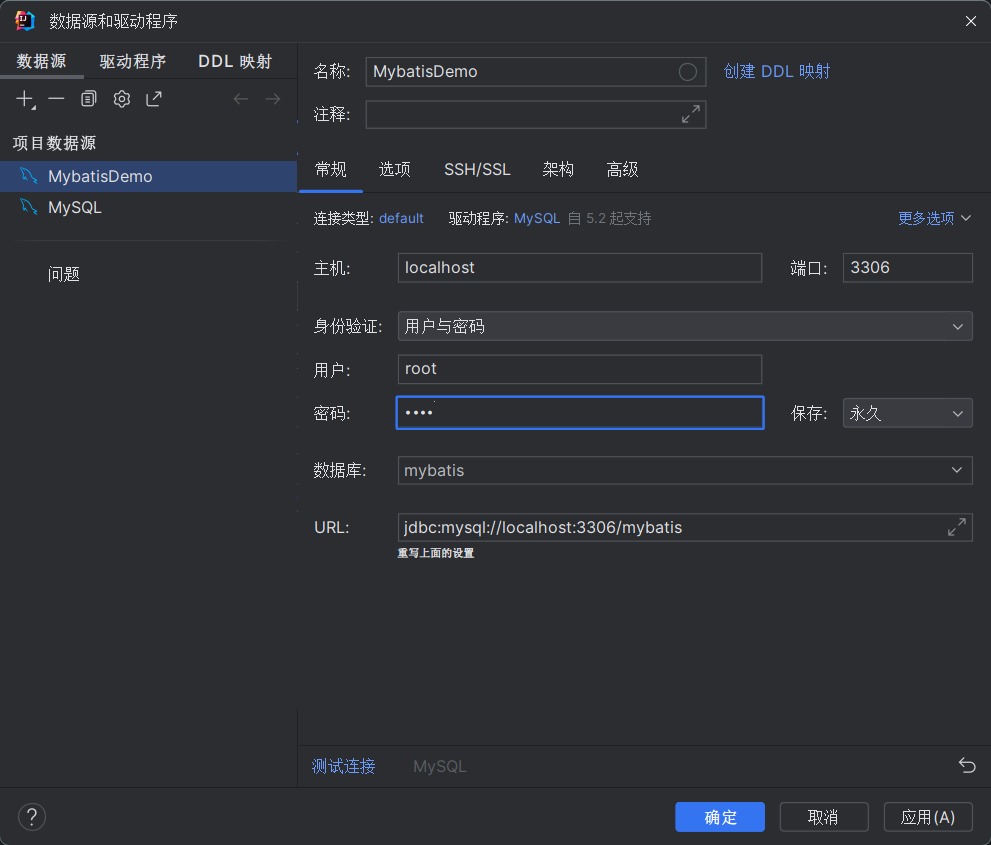 数据源和驱动程序
数据源 驱动程序 DDL 映射
项目数据源
MybatisDemo
MySQL
问题
名称: MybatisDemo 创建 DDL 映射
注释:
常规 选项 SSH/SSL 架构 高级
连接类型: default 驱动程序: MySQL 自 5.2 起支持 更多选项
主机: localhost 端口: 3306
身份验证: 用户与密码
用户: root
密码: •••• 保存: 永久
数据库: mybatis
URL: jdbc:mysql://localhost:3306/mybatis
重写上面的设置
测试连接 MySQL
? 确定 取消 应用(A)